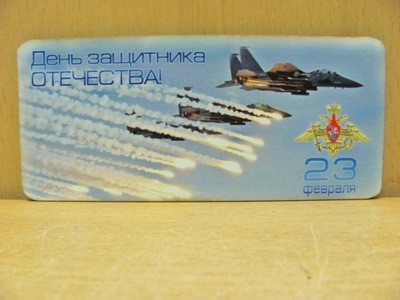 День защитника
ОТЕЧЕСТВА!
23
февраля